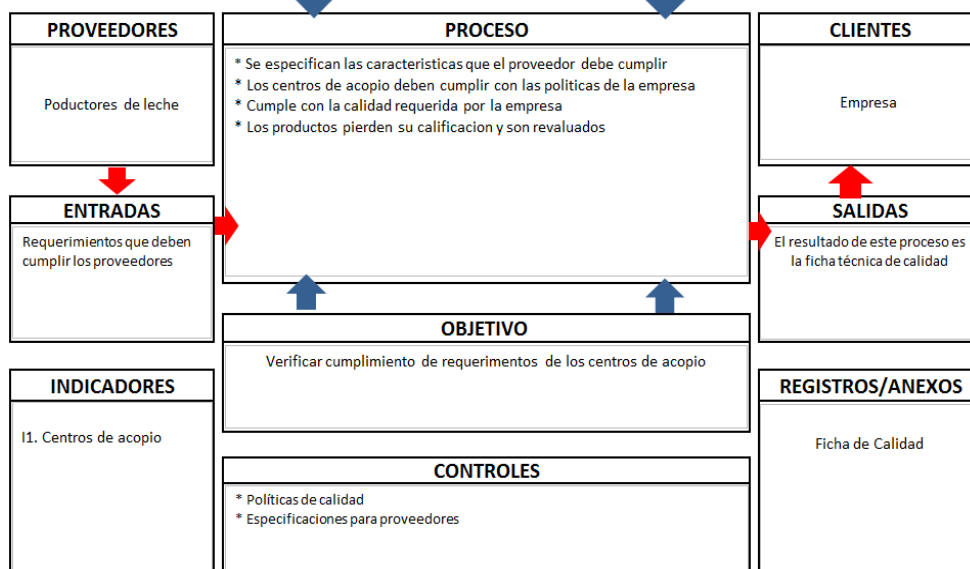 PROVEEDORES
Poductores de leche
PROCESO
* Se especifican las caracteristicas que el proveedor debe cumplir
* Los centros de acopio deben cumplir con las politicas de la empresa
* Cumple con la calidad requerida por la empresa
* Los productos pierden su calificacion y son revaluados
CLIENTES
Empresa
ENTRADAS
Requerimientos que deben
cumplir los proveedores
SALIDAS
El resultado de este proceso es
la ficha técnica de calidad
OBJETIVO
Verificar cumplimiento de requerimentos de los centros de acopio
INDICADORES
I1. Centros de acopio
REGISTROS/ANEXOS
Ficha de Calidad
CONTROLES
* Políticas de calidad
* Especificaciones para proveedores